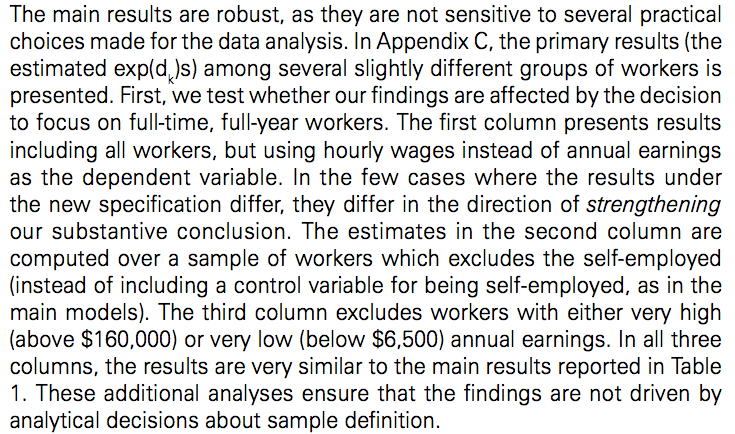 The main results are robust, as they are not sensitive to several practical
choices made for the data analysis. In Appendix C, the primary results (the
estimated exp(dk)s) among several slightly different groups of workers is
presented. First, we test whether our findings are affected by the decision
to focus on full-time, full-year workers. The first column presents results
including all workers, but using hourly wages instead of annual earnings
as the dependent variable. In the few cases where the results under
the new specification differ, they differ in the direction of strengthening
our substantive conclusion. The estimates in the second column are
computed over a sample of workers which excludes the self-employed
(instead of including a control variable for being self-employed, as in the
main models). The third column excludes workers with either very high
(above $160,000) or very low (below $6,500) annual earnings. In all three
columns, the results are very similar to the main results reported in Table
1. These additional analyses ensure that the findings are not driven by
analytical decisions about sample definition.